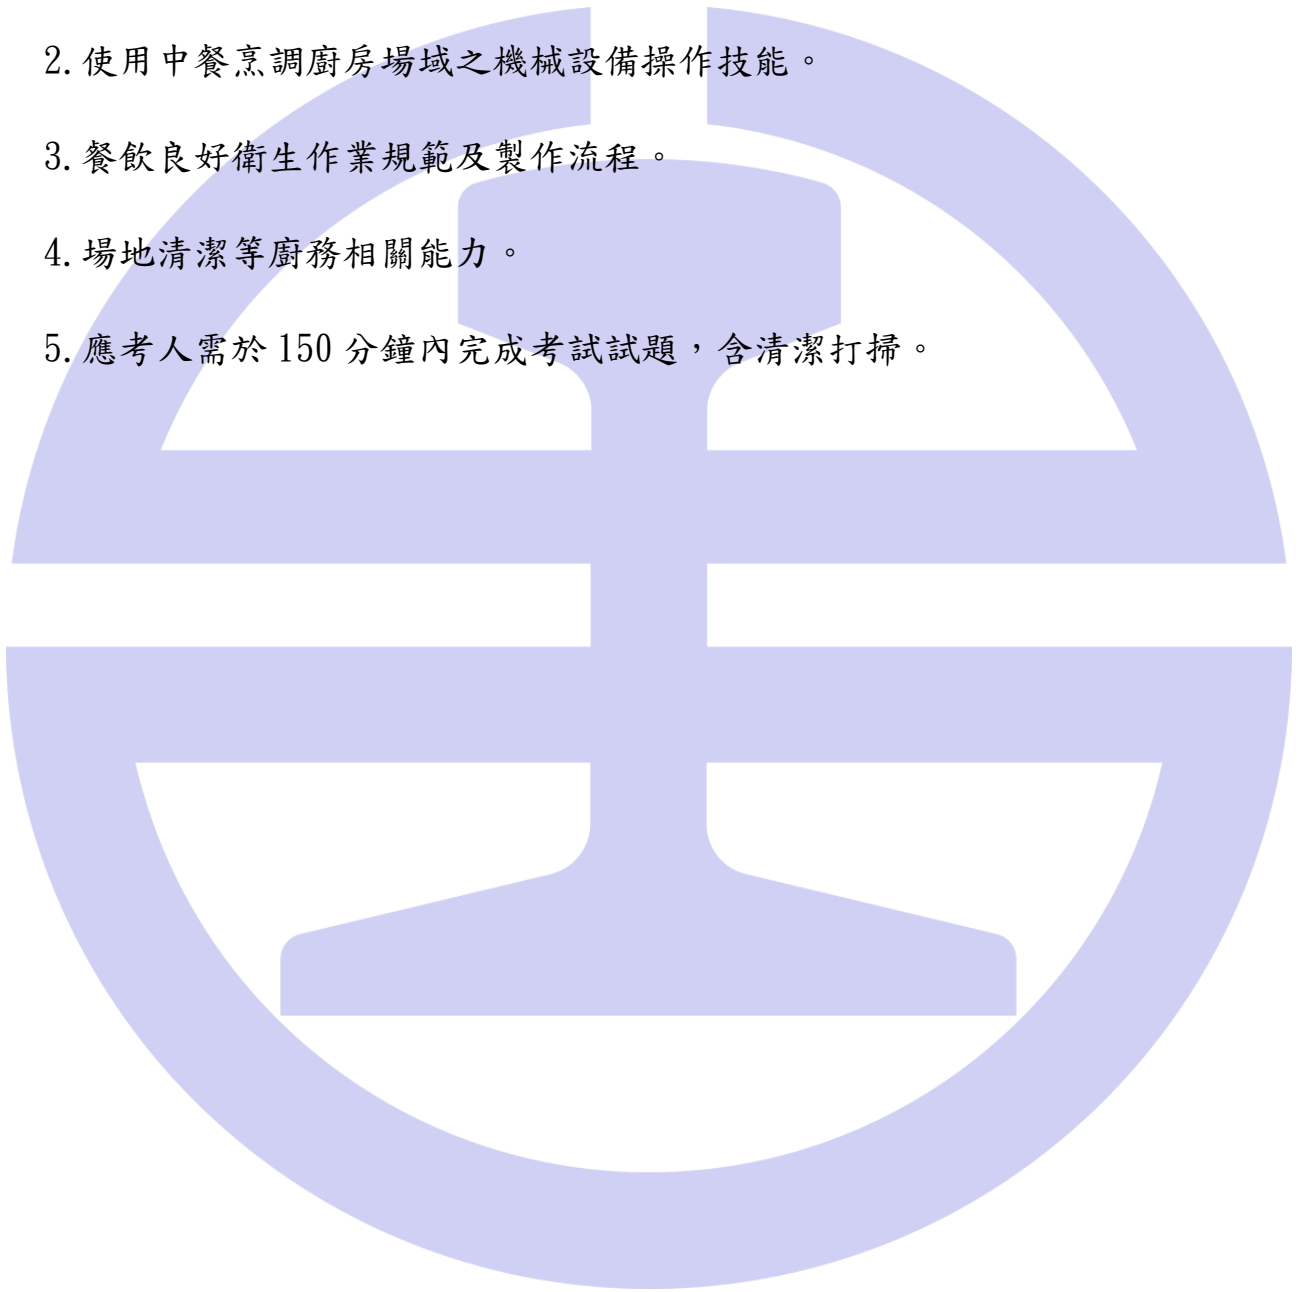 2.使用中餐烹調廚房場域之機械設備操作技能。
3.餐飲良好衛生作業規範及製作流程。
4.場地清潔等廚務相關能力。
5.應考人需於 150 分鐘內完成考試試題，含清潔打掃。